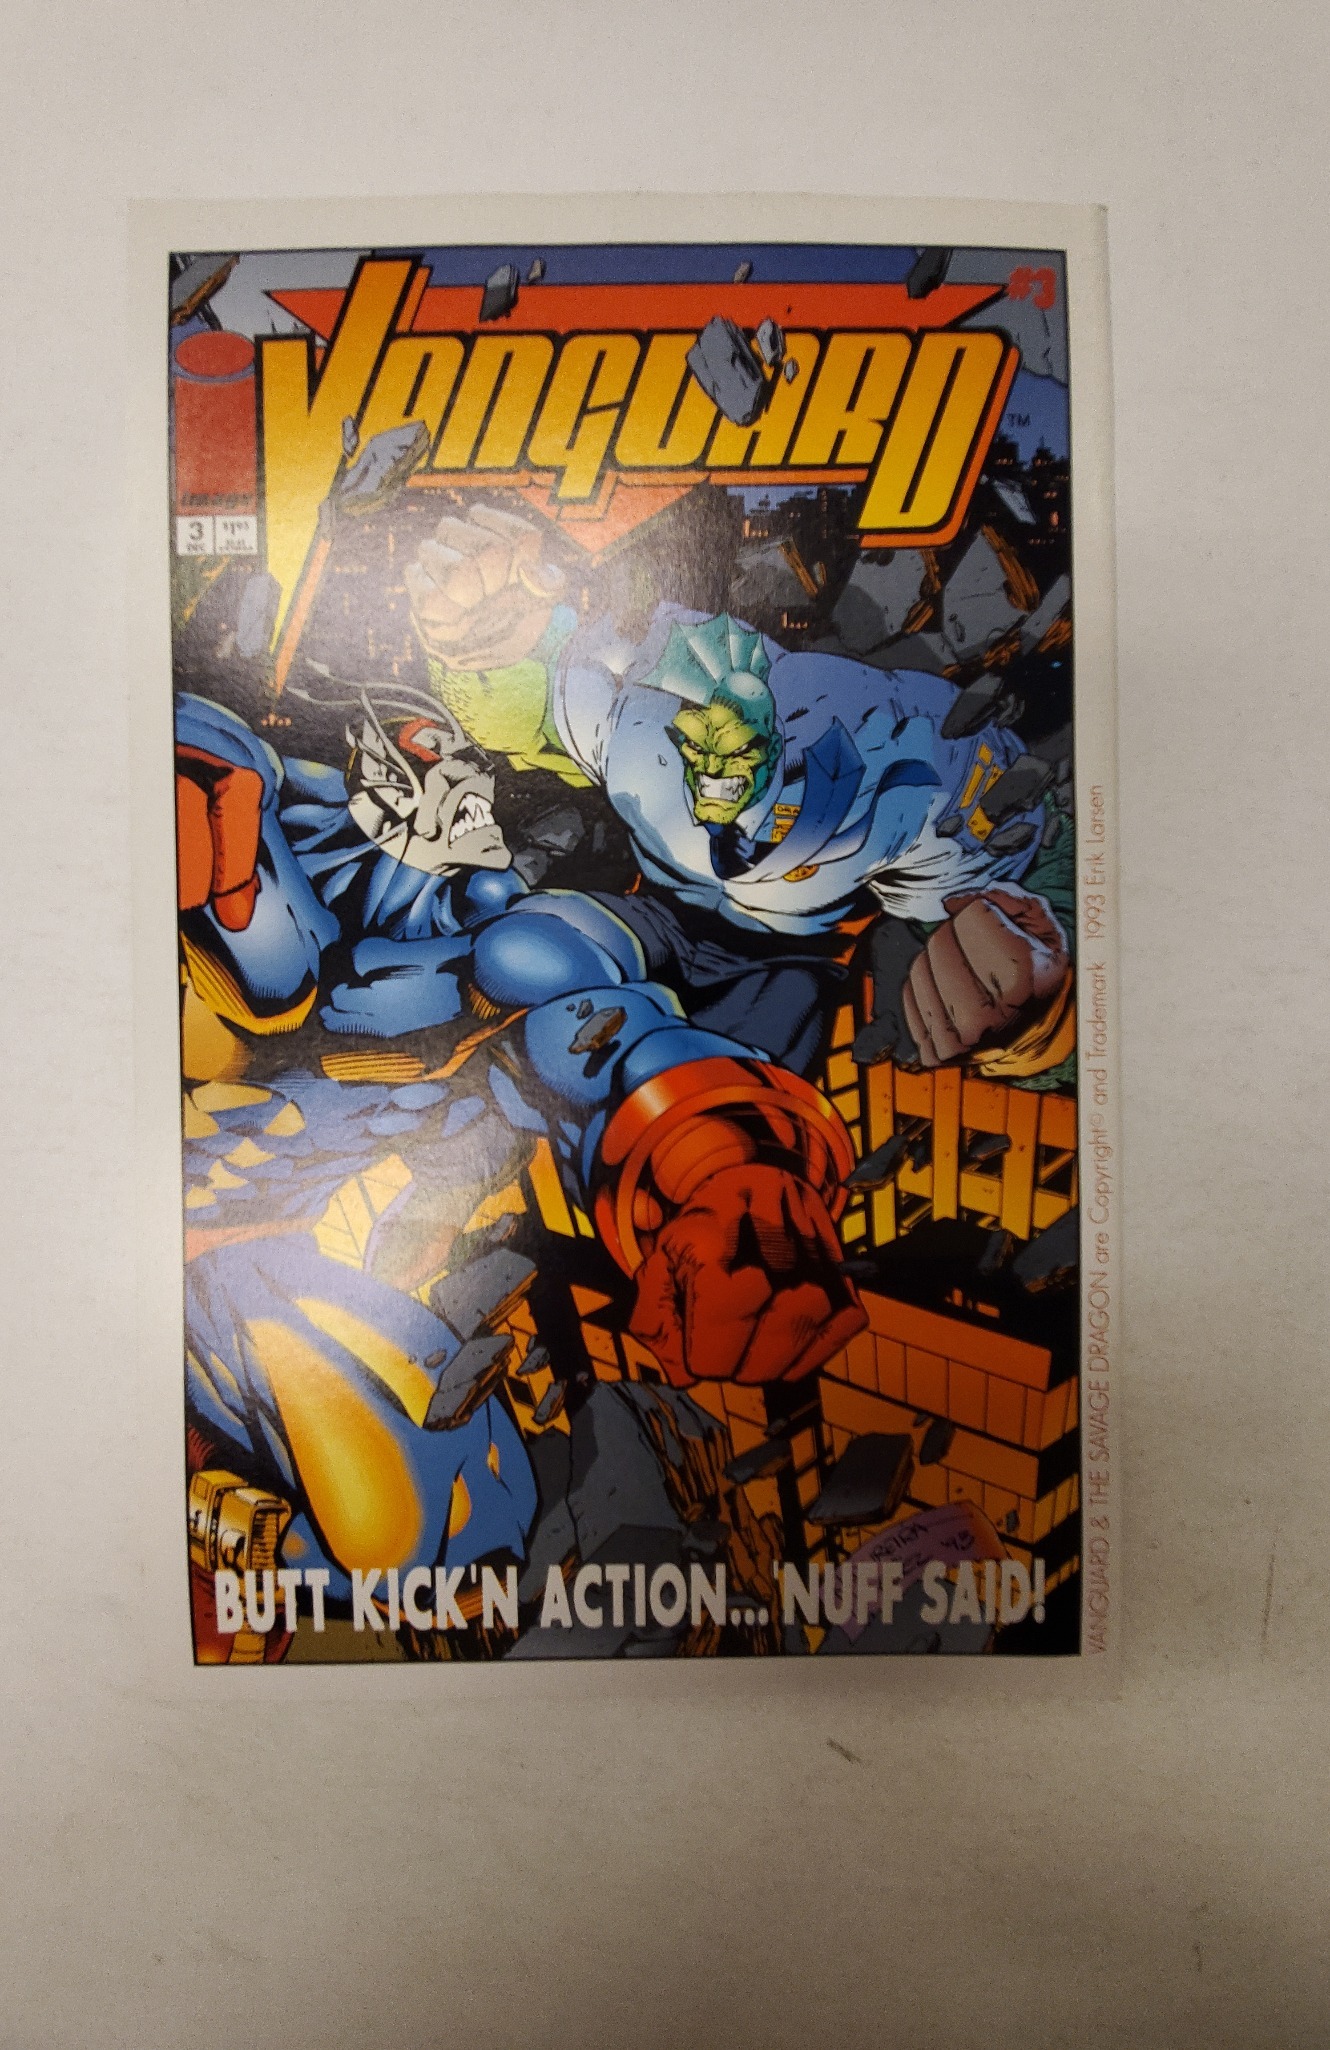 #3
VANGUARD
TM
IMAGE
3
DEC
$1.95
BUTT KICK'N ACTION... 'NUFF SAID!
VANGUARD & THE SAVAGE DRAGON are Copyright© and Trademark 1993 Erik Larsen